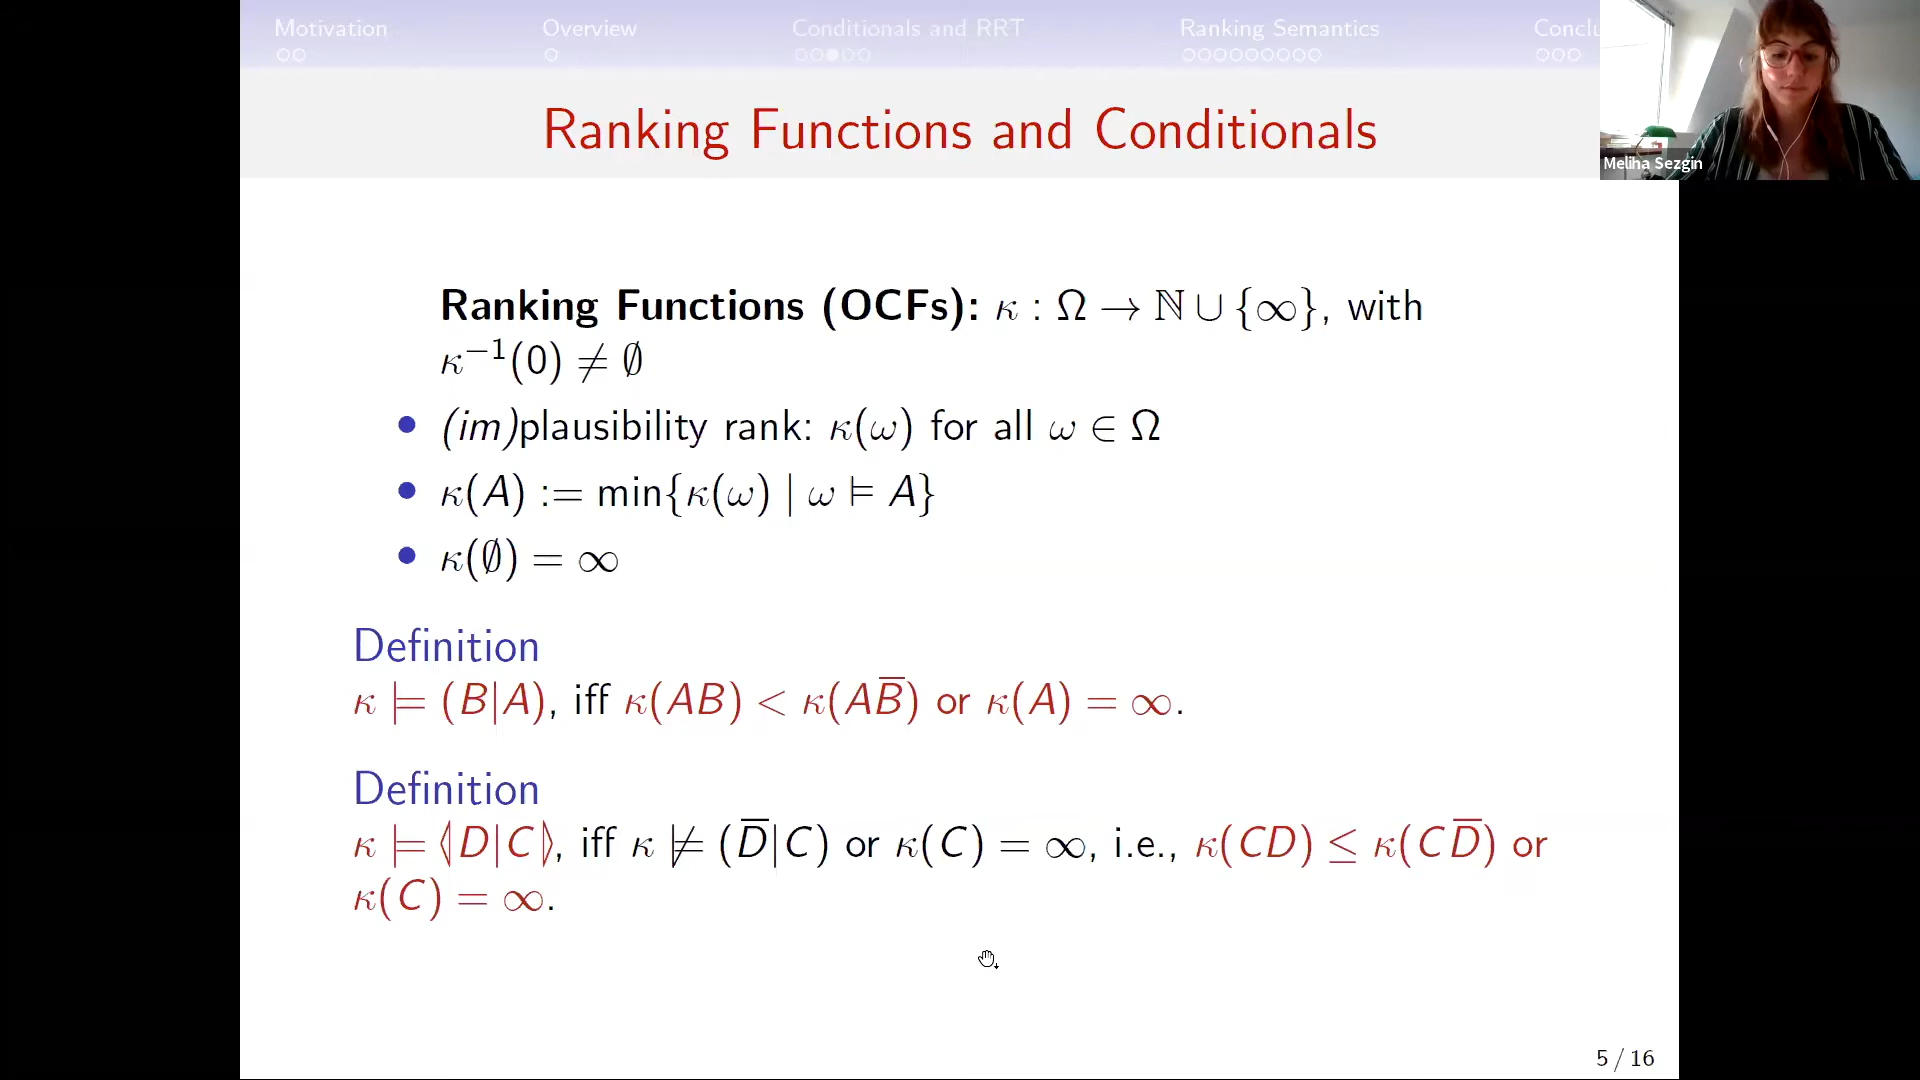 Motivation Overview Conditionals and RRT Ranking Semantics Conclu
Ranking Functions and Conditionals
Meliha Sezgin
Ranking Functions (OCFs): κ : Ω → ℕ ∪ {∞}, with
κ⁻¹(0) ≠ ∅
• (im)plausibility rank: κ(ω) for all ω ∈ Ω
• κ(A) := min{κ(ω) | ω ⊨ A}
• κ(∅) = ∞
Definition
κ ⊨ (B|A), iff κ(AB) < κ(AB̅) or κ(A) = ∞.
Definition
κ ⊨ ⟬D|C⟭, iff κ ⊭ (D̅|C) or κ(C) = ∞, i.e., κ(CD) ≤ κ(CD̅) or
κ(C) = ∞.
5 / 16